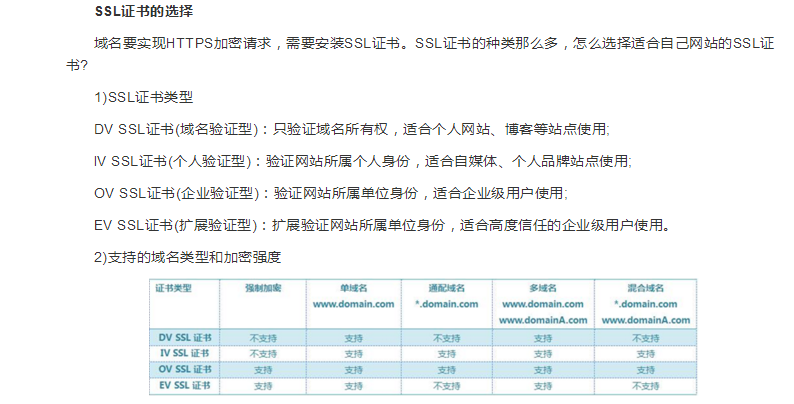 SSL证书的选择
域名要实现HTTPS加密请求，需要安装SSL证书。SSL证书的种类那么多，怎么选择适合自己网站的SSL证
书?
1)SSL证书类型
DV SSL证书(域名验证型)：只验证域名所有权，适合个人网站、博客等站点使用;
IV SSL证书(个人验证型)：验证网站所属个人身份，适合自媒体、个人品牌站点使用;
OV SSL证书(企业验证型)：验证网站所属单位身份，适合企业级用户使用;
EV SSL证书(扩展验证型)：扩展验证网站所属单位身份，适合高度信任的企业级用户使用。
2)支持的域名类型和加密强度
证书类型 强制加密 单域名 通配域名 多域名 混合域名
www.domain.com *.domain.com www.domain.com *.domain.com
www.domainA.com www.domainA.com
DV SSL 证书 不支持 支持 不支持 支持 不支持
IV SSL 证书 不支持 支持 支持 支持 支持
OV SSL 证书 支持 支持 支持 支持 支持
EV SSL 证书 支持 支持 不支持 支持 不支持